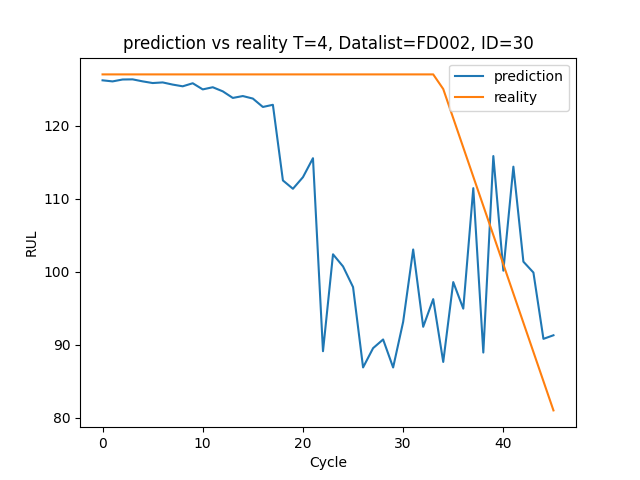 prediction vs reality T=4, Datalist=FD002, ID=30
prediction
reality
120
110
100
90
80
RUL
0 10 20 30 40
Cycle